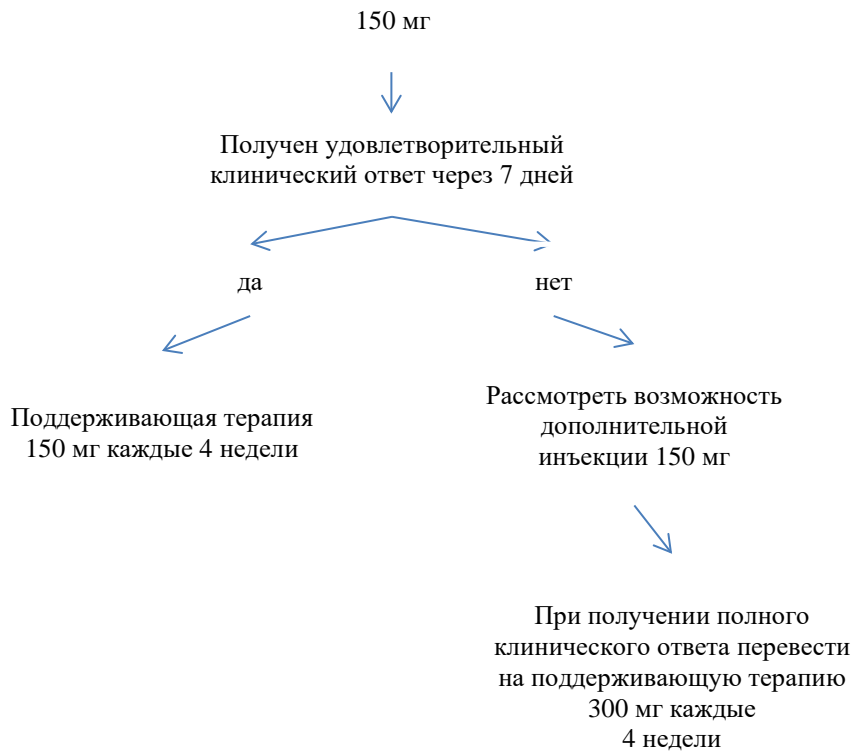 150 мг
Получен удовлетворительный
клинический ответ через 7 дней
да
нет
Поддерживающая терапия
150 мг каждые 4 недели
Рассмотреть возможность
дополнительной
инъекции 150 мг
При получении полного
клинического ответа перевести
на поддерживающую терапию
300 мг каждые
4 недели